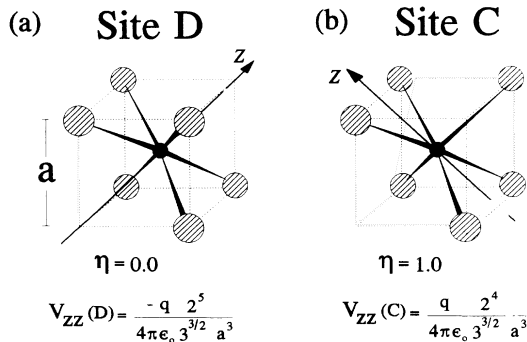 (a) Site D
(b) Site C
z
z
a
η = 0.0
η = 1.0
V_zz (D) = - q 2^5 / 4πε_o 3^3/2 a^3
V_zz (C) = q 2^4 / 4πε_o 3^3/2 a^3